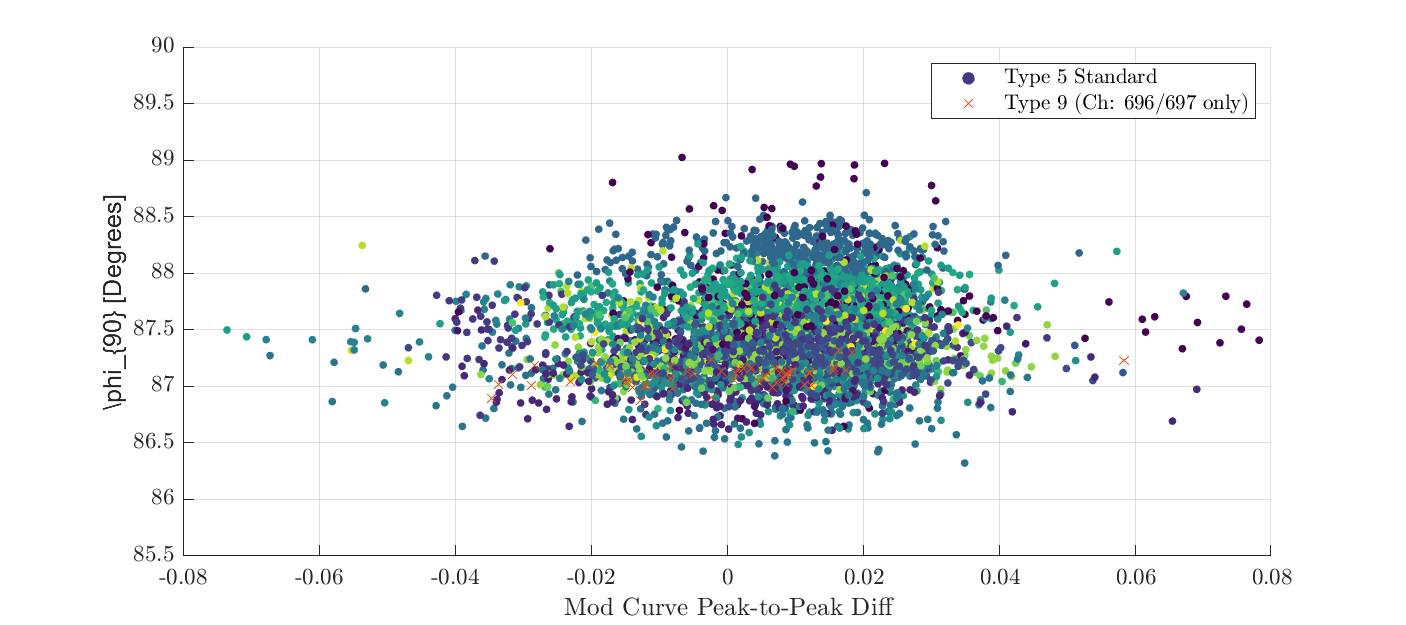 90
89.5
89
88.5
88
87.5
87
86.5
86
85.5
\phi_{90} [Degrees]
Type 5 Standard
Type 9 (Ch: 696/697 only)
-0.08 -0.06 -0.04 -0.02 0 0.02 0.04 0.06 0.08
Mod Curve Peak-to-Peak Diff